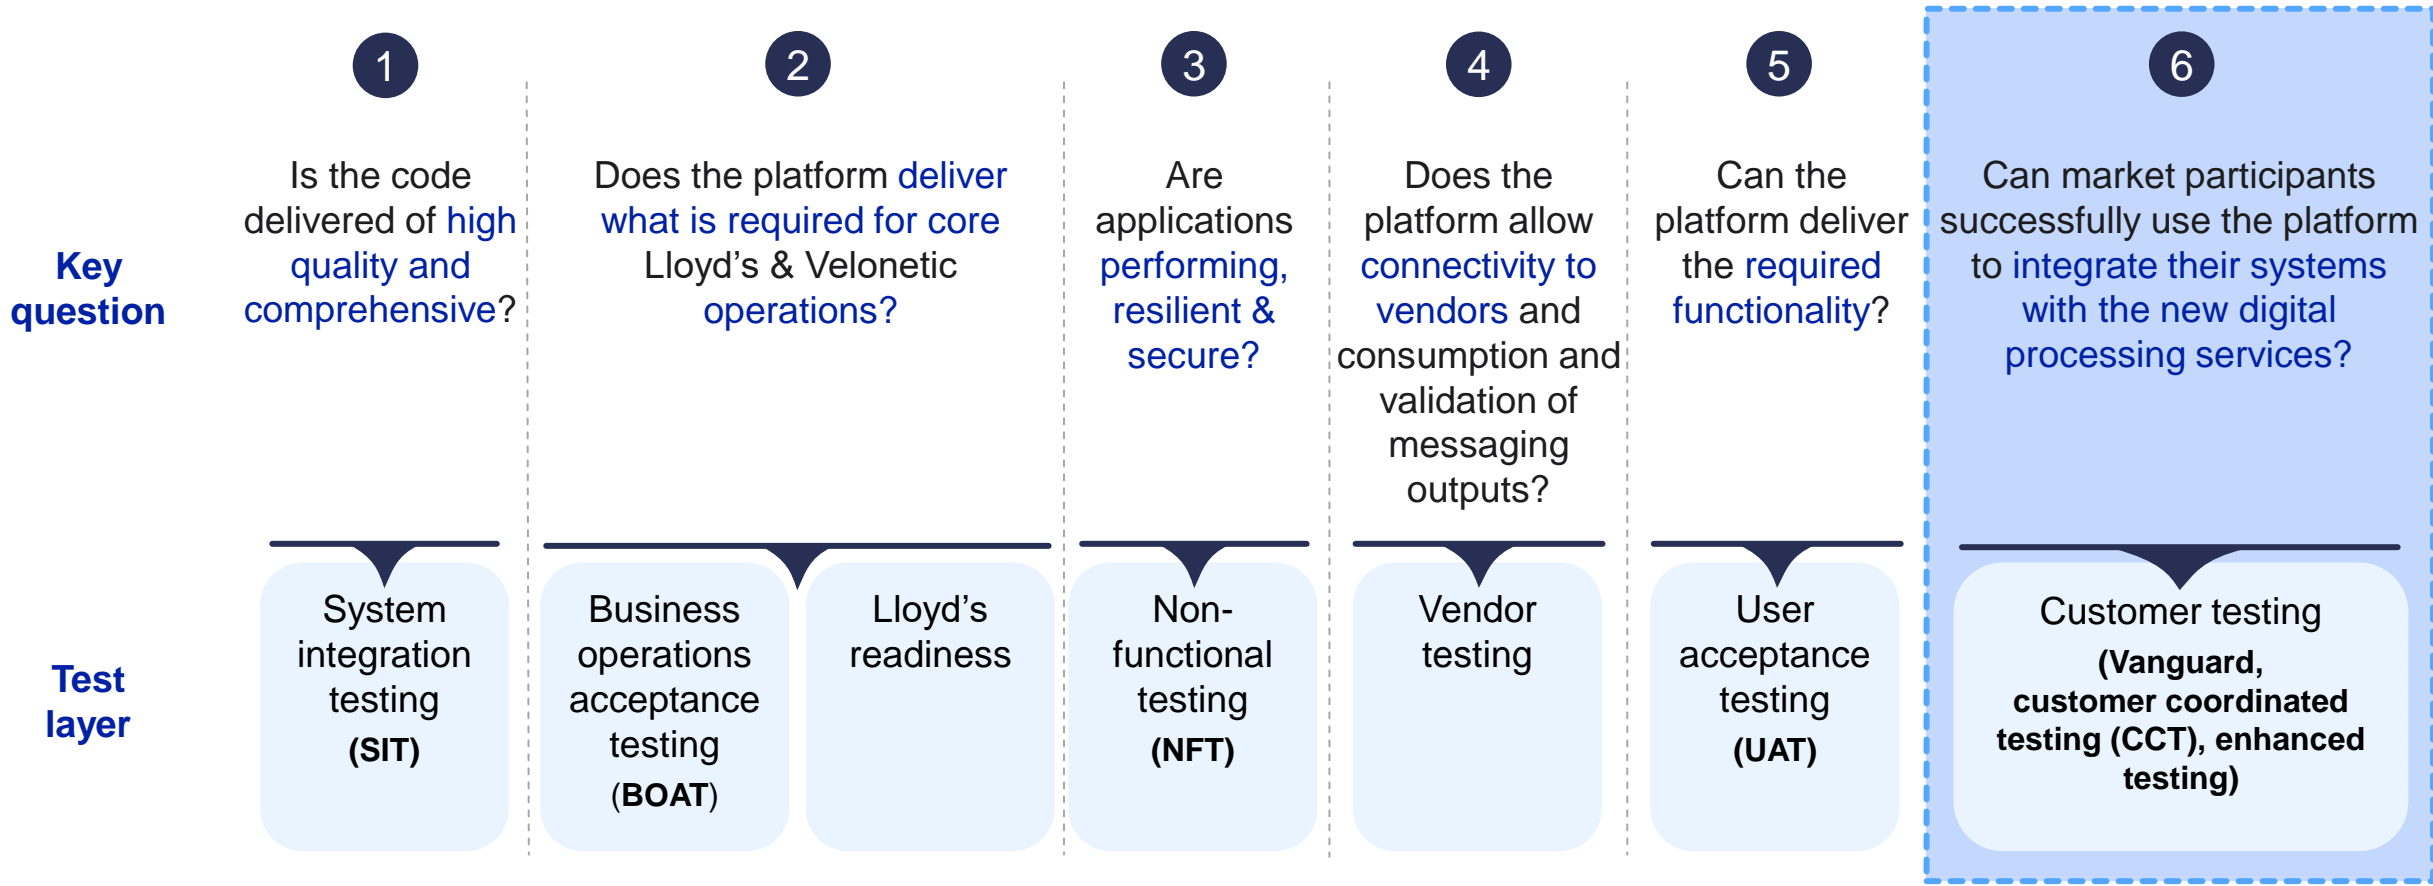 1
2
3
4
5
6
Key
question
Is the code
delivered of high
quality and
comprehensive?
Does the platform deliver
what is required for core
Lloyd’s & Velonetic
operations?
Are
applications
performing,
resilient &
secure?
Does the
platform allow
connectivity to
vendors and
consumption and
validation of
messaging
outputs?
Can the
platform deliver
the required
functionality?
Can market participants
successfully use the platform
to integrate their systems
with the new digital
processing services?
Test
layer
System
integration
testing
(SIT)
Business
operations
acceptance
testing
(BOAT)
Lloyd’s
readiness
Non-
functional
testing
(NFT)
Vendor
testing
User
acceptance
testing
(UAT)
Customer testing
(Vanguard,
customer coordinated
testing (CCT), enhanced
testing)